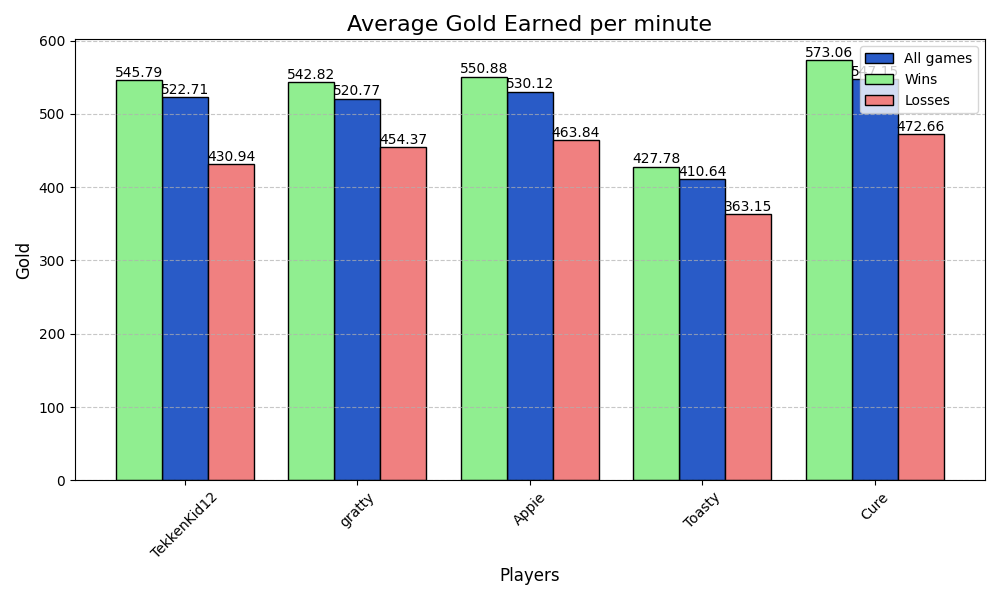 Average Gold Earned per minute
All games
Wins
Losses
Gold
600
500
400
300
200
100
0
545.79
522.71
430.94
542.82
520.77
454.37
550.88
530.12
463.84
427.78
410.64
363.15
573.06
547.15
472.66
TekkenKid12
gratty
Appie
Toasty
Cure
Players